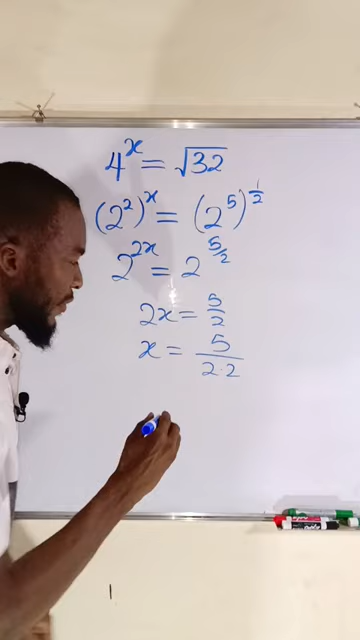 4^x = √32
(2^2)^x = (2^5)^(1/2)
2^(2x) = 2^(5/2)
2x = 5/2
x = 5/(2·2)